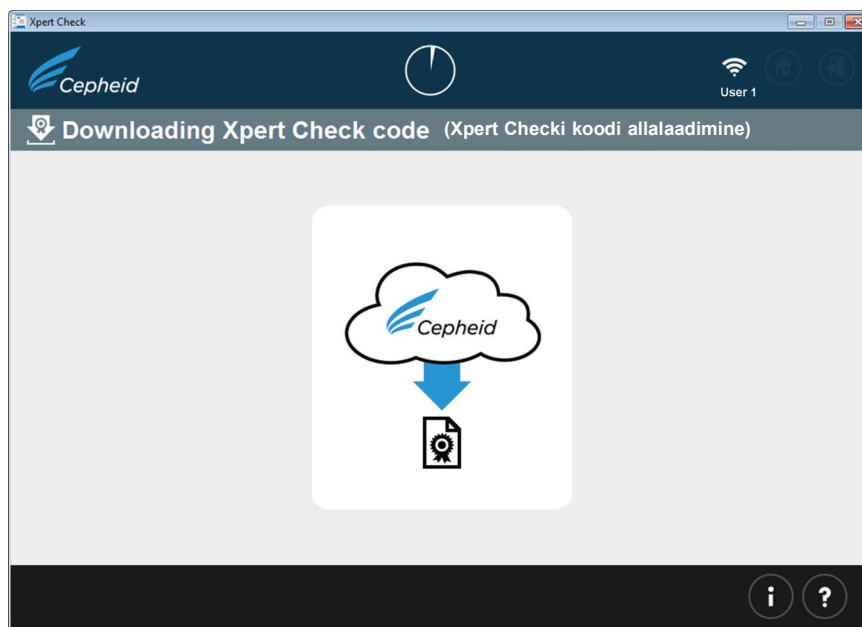 Xpert Check
Cepheid
User 1
Downloading Xpert Check code (Xpert Checki koodi allalaadimine)
Cepheid
i ?